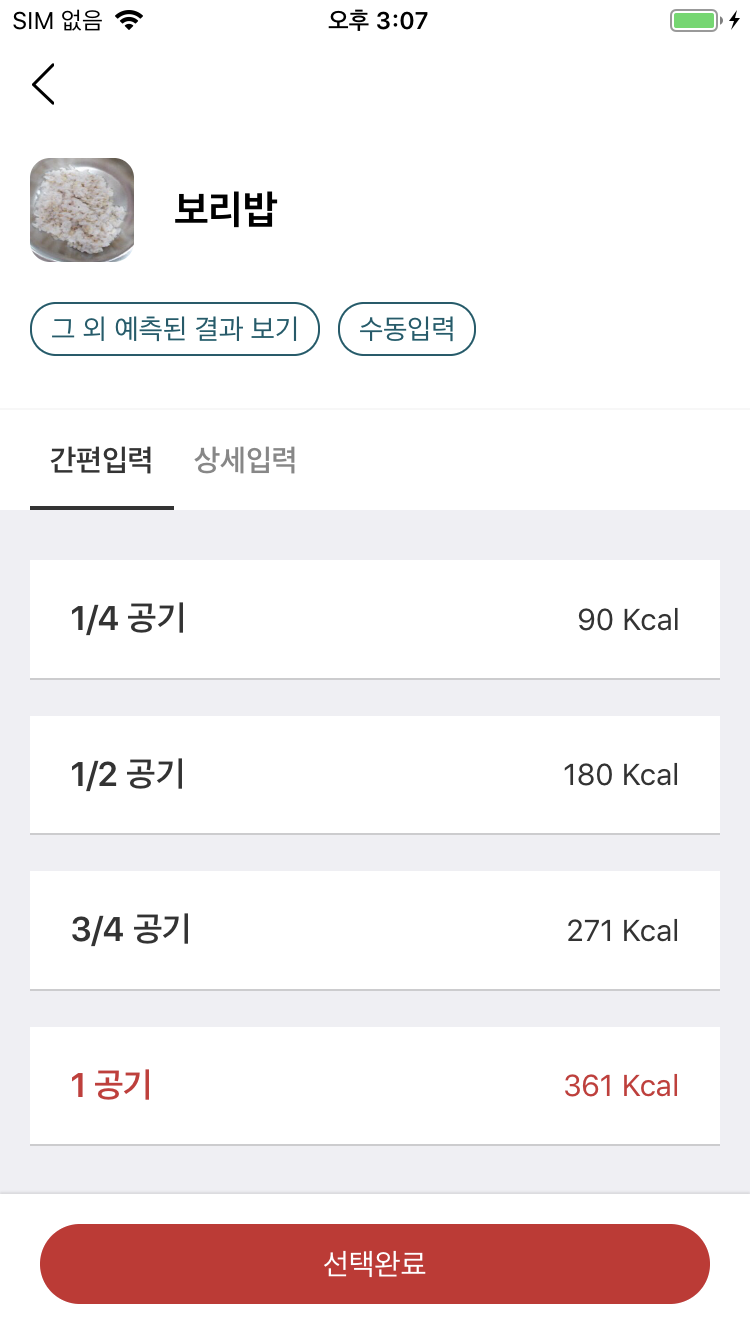 SIM 없음 오후 3:07
보리밥
그 외 예측된 결과 보기 수동입력
간편입력 상세입력
1/4 공기 90 Kcal
1/2 공기 180 Kcal
3/4 공기 271 Kcal
1 공기 361 Kcal
선택완료